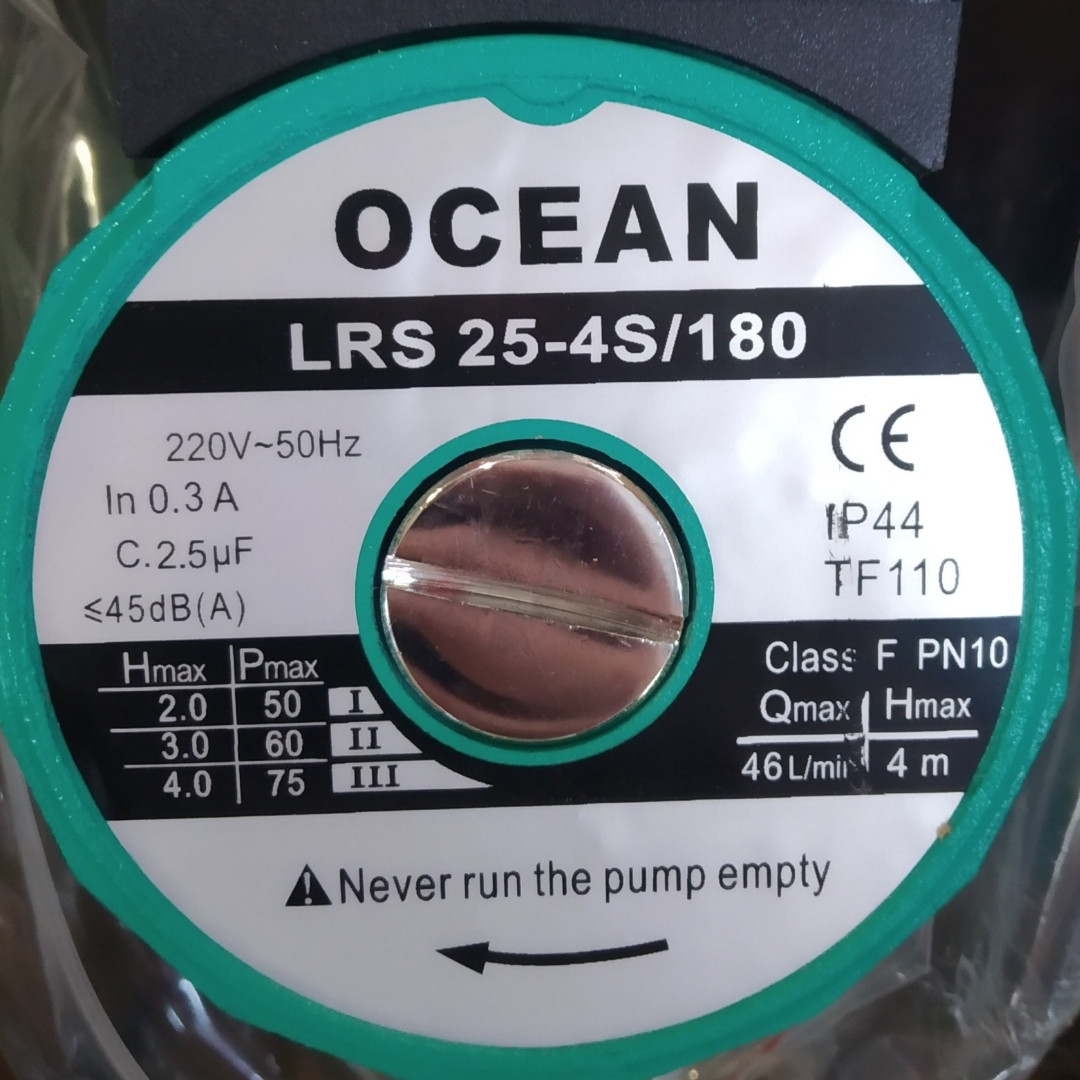 OCEAN
LRS 25-4S/180
220V~50Hz
In 0.3 A
C.2.5µF
≤45dB(A)
CE
IP44
TF110
Hmax Pmax
2.0 50 I
3.0 60 II
4.0 75 III
Class F PN10
Qmax Hmax
46 L/min 4 m
Never run the pump empty